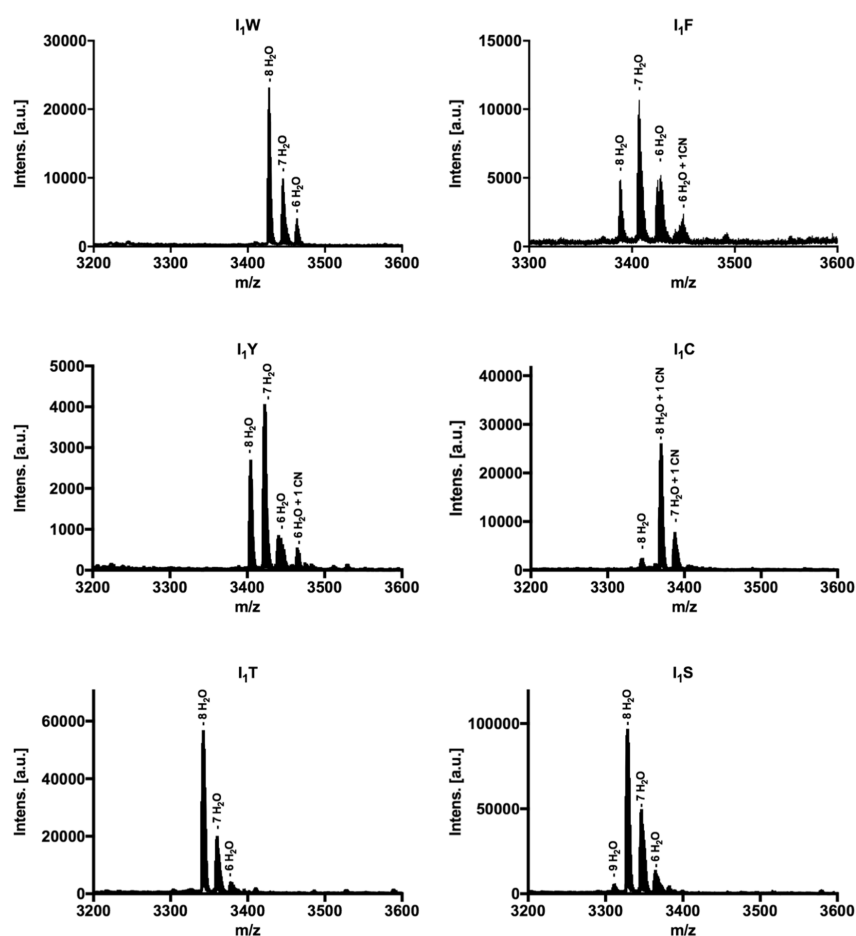 I₁W
Intens. [a.u.]
30000
20000
10000
0
- 8 H₂O
- 7 H₂O
- 6 H₂O
3200 3300 3400 3500 3600
m/z
I₁F
Intens. [a.u.]
15000
10000
5000
0
- 8 H₂O
- 7 H₂O
- 6 H₂O
- 6 H₂O + 1CN
3300 3400 3500 3600
m/z
I₁Y
Intens. [a.u.]
5000
4000
3000
2000
1000
0
- 8 H₂O
- 7 H₂O
- 6 H₂O
- 6 H₂O + 1 CN
3200 3300 3400 3500 3600
m/z
I₁C
Intens. [a.u.]
40000
30000
20000
10000
0
- 8 H₂O
- 8 H₂O + 1 CN
- 7 H₂O + 1 CN
3200 3300 3400 3500 3600
m/z
I₁T
Intens. [a.u.]
60000
40000
20000
0
- 8 H₂O
- 7 H₂O
- 6 H₂O
3200 3300 3400 3500 3600
m/z
I₁S
Intens. [a.u.]
100000
50000
0
- 9 H₂O
- 8 H₂O
- 7 H₂O
- 6 H₂O
3200 3300 3400 3500 3600
m/z